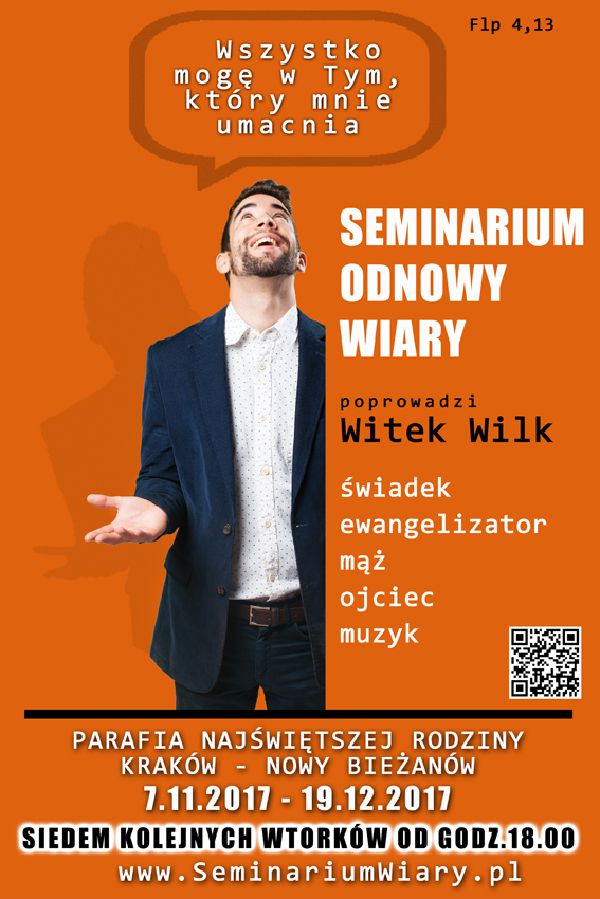 Flp 4,13
Wszystko
mogę w Tym,
który mnie
umacnia
SEMINARIUM
ODNOWY
WIARY
poprowadzi
Witek Wilk
świadek
ewangelizator
mąż
ojciec
muzyk
PARAFIA NAJŚWIĘTSZEJ RODZINY
KRAKÓW - NOWY BIEŻANÓW
7.11.2017 - 19.12.2017
SIEDEM KOLEJNYCH WTORKÓW OD GODZ.18.00
www.SeminariumWiary.pl